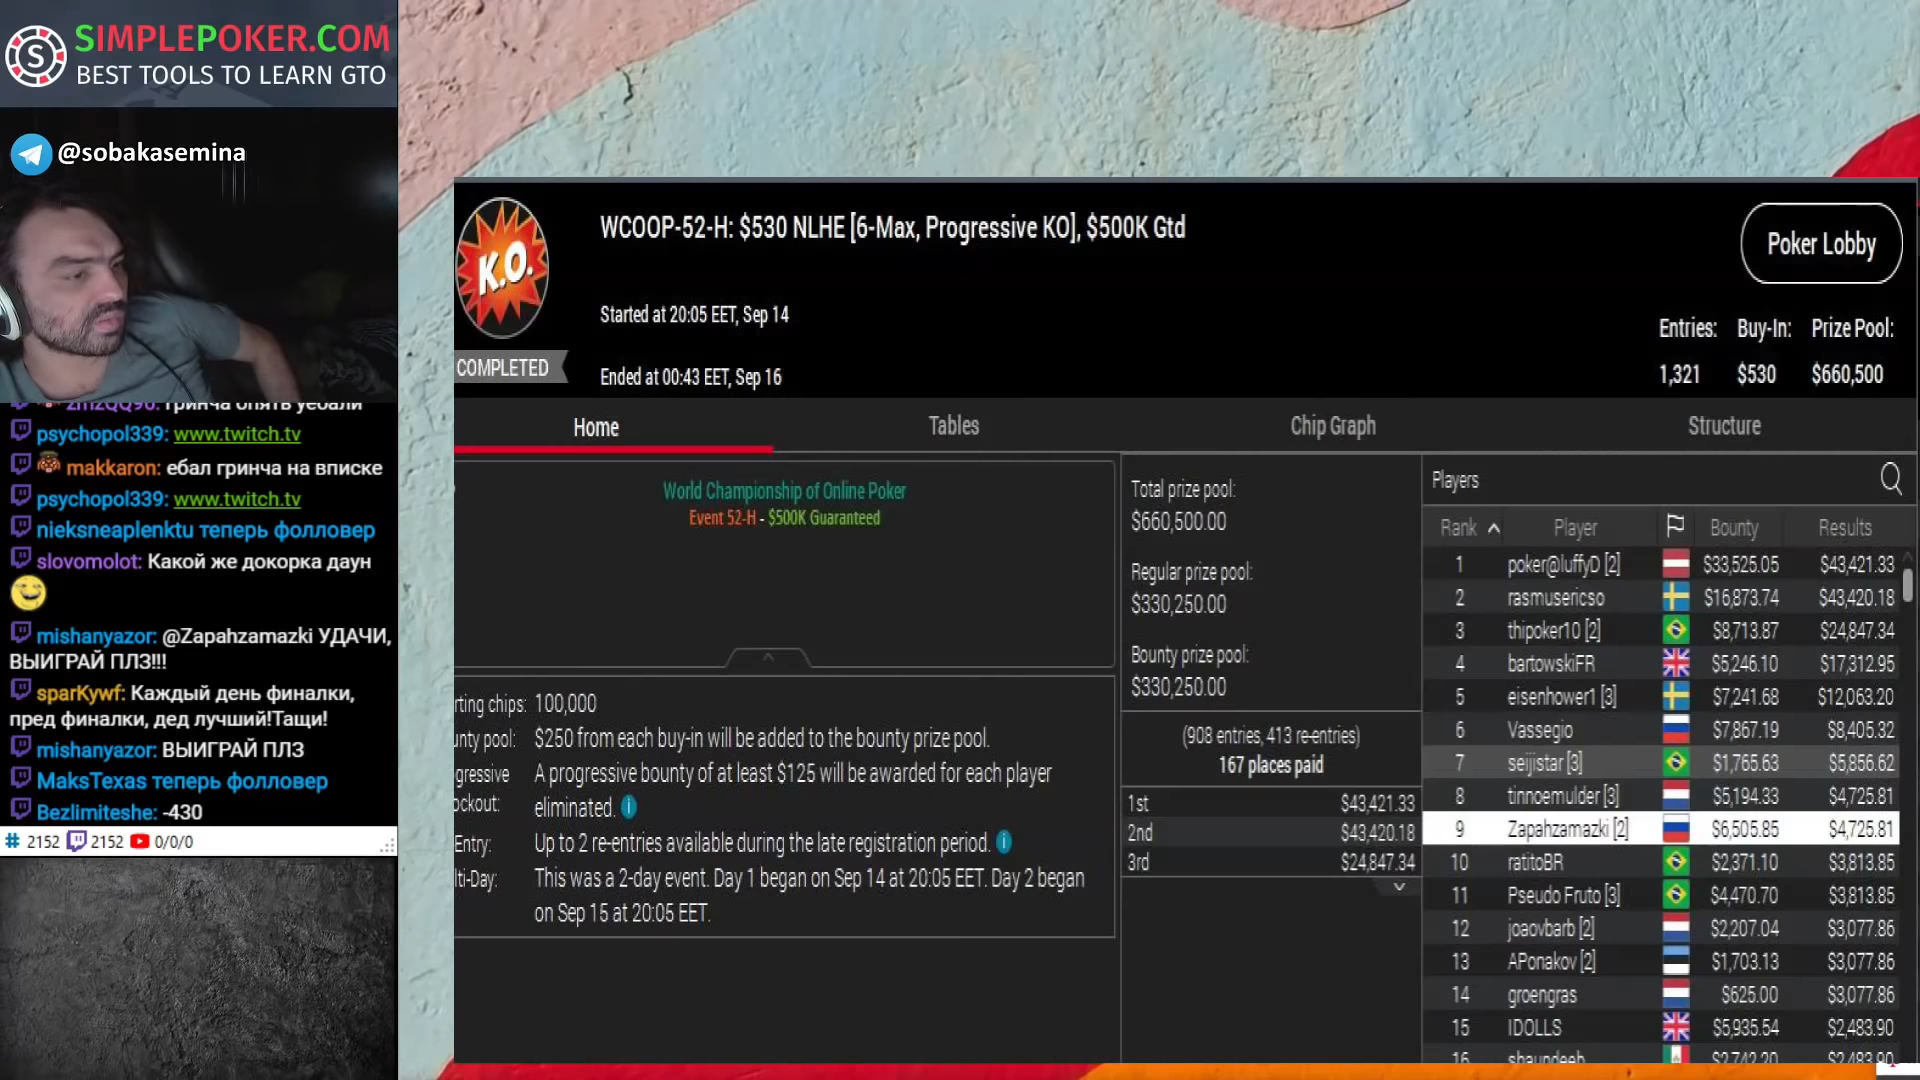 SIMPLEPOKER.COM
BEST TOOLS TO LEARN GTO
@sobakasemina
psychopol339: www.twitch.tv
makkaron: ебал гринча на вписке
psychopol339: www.twitch.tv
nieksneaplenktu теперь фолловер
slovomolot: Какой же докорка даун
mishanyazor: @Zapahzamazki УДАЧИ,
ВЫИГРАЙ ПЛЗ!!!
sparKywf: Каждый день финалки,
пред финалки, дед лучший!Тащи!
mishanyazor: ВЫИГРАЙ ПЛЗ
MaksTexas теперь фолловер
Bezlimiteshe: -430
# 2152 2152 0/0/0
K.O.
WCOOP-52-H: $530 NLHE [6-Max, Progressive KO], $500K Gtd
Poker Lobby
Started at 20:05 EET, Sep 14
COMPLETED
Ended at 00:43 EET, Sep 16
Entries: Buy-In: Prize Pool:
1,321 $530 $660,500
Home Tables Chip Graph Structure
World Championship of Online Poker
Event 52-H - $500K Guaranteed
rting chips: 100,000
unty pool: $250 from each buy-in will be added to the bounty prize pool.
gressive A progressive bounty of at least $125 will be awarded for each player
ockout: eliminated.
Entry: Up to 2 re-entries available during the late registration period.
lti-Day: This was a 2-day event. Day 1 began on Sep 14 at 20:05 EET. Day 2 began
on Sep 15 at 20:05 EET.
Total prize pool:
$660,500.00
Regular prize pool:
$330,250.00
Bounty prize pool:
$330,250.00
(908 entries, 413 re-entries)
167 places paid
1st $43,421.33
2nd $43,420.18
3rd $24,847.34
Players
Rank Player Bounty Results
1 poker@luffyD [2] $33,525.05 $43,421.33
2 rasmusericso $16,873.74 $43,420.18
3 thipoker10 [2] $8,713.87 $24,847.34
4 bartowskiFR $5,246.10 $17,312.95
5 eisenhower1 [3] $7,241.68 $12,063.20
6 Vassegio $7,867.19 $8,405.32
7 seijistar [3] $1,765.63 $5,856.62
8 tinnoemulder [3] $5,194.33 $4,725.81
9 Zapahzamazki [2] $6,505.85 $4,725.81
10 ratitoBR $2,371.10 $3,813.85
11 Pseudo Fruto [3] $4,470.70 $3,813.85
12 joaovbarb [2] $2,207.04 $3,077.86
13 APonakov [2] $1,703.13 $3,077.86
14 groengras $625.00 $3,077.86
15 IDOLLS $5,935.54 $2,483.90
16 shaundeeb $2,742.20 $2,483.90